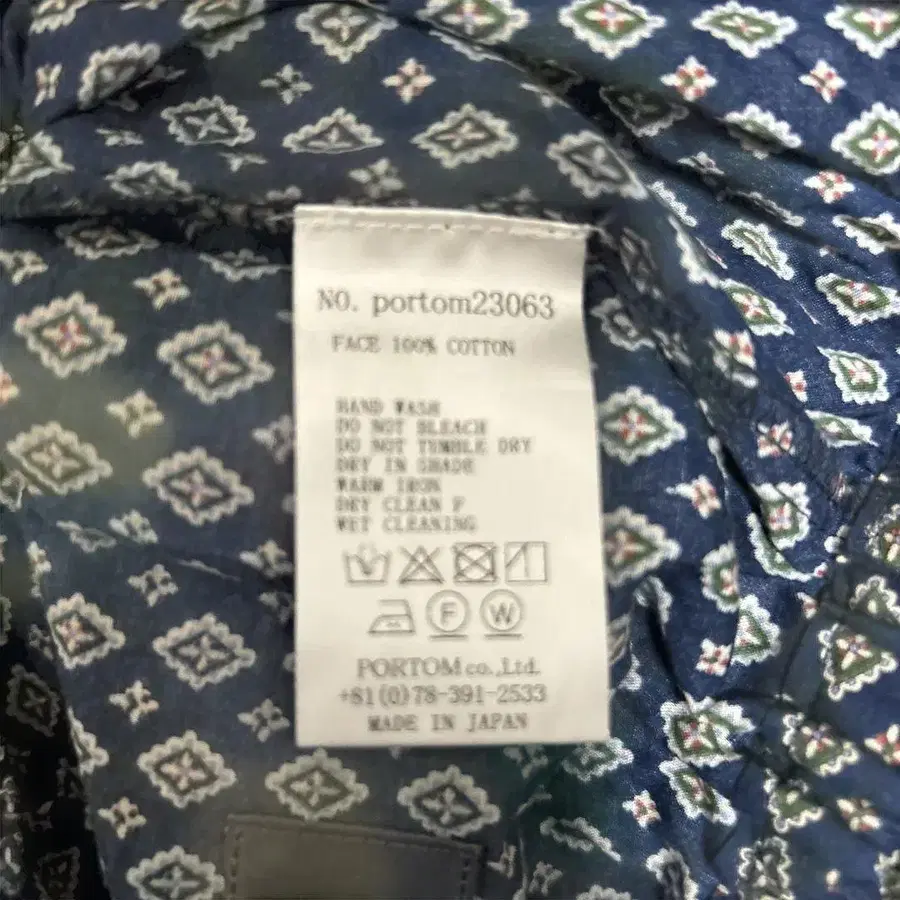 NO. portom23063
FACE 100% COTTON
HAND WASH
DO NOT BLEACH
DO NOT TUMBLE DRY
DRY IN SHADE
WARM IRON
DRY CLEAN F
WET CLEANING
F W
PORTOM co.,Ltd.
+81(0)78-391-2533
MADE IN JAPAN